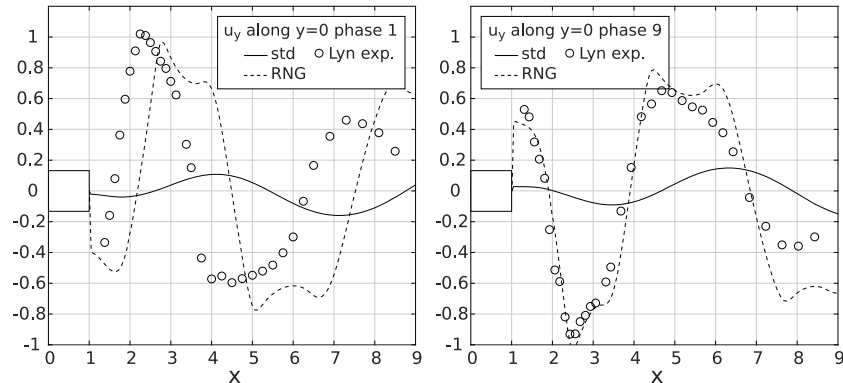 u_y along y=0 phase 1
std
Lyn exp.
RNG
1
0.8
0.6
0.4
0.2
0
-0.2
-0.4
-0.6
-0.8
-1
0 1 2 3 4 5 6 7 8 9
x
u_y along y=0 phase 9
std
Lyn exp.
RNG
1
0.8
0.6
0.4
0.2
0
-0.2
-0.4
-0.6
-0.8
-1
0 1 2 3 4 5 6 7 8 9
x